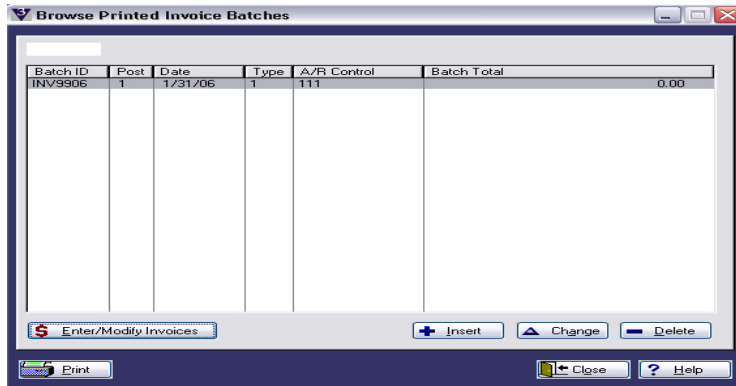 Browse Printed Invoice Batches
Batch ID Post Date Type A/R Control Batch Total
INV9906 1 1/31/06 1 111 0.00
$ Enter/Modify Invoices Insert Change Delete
Print Close ? Help